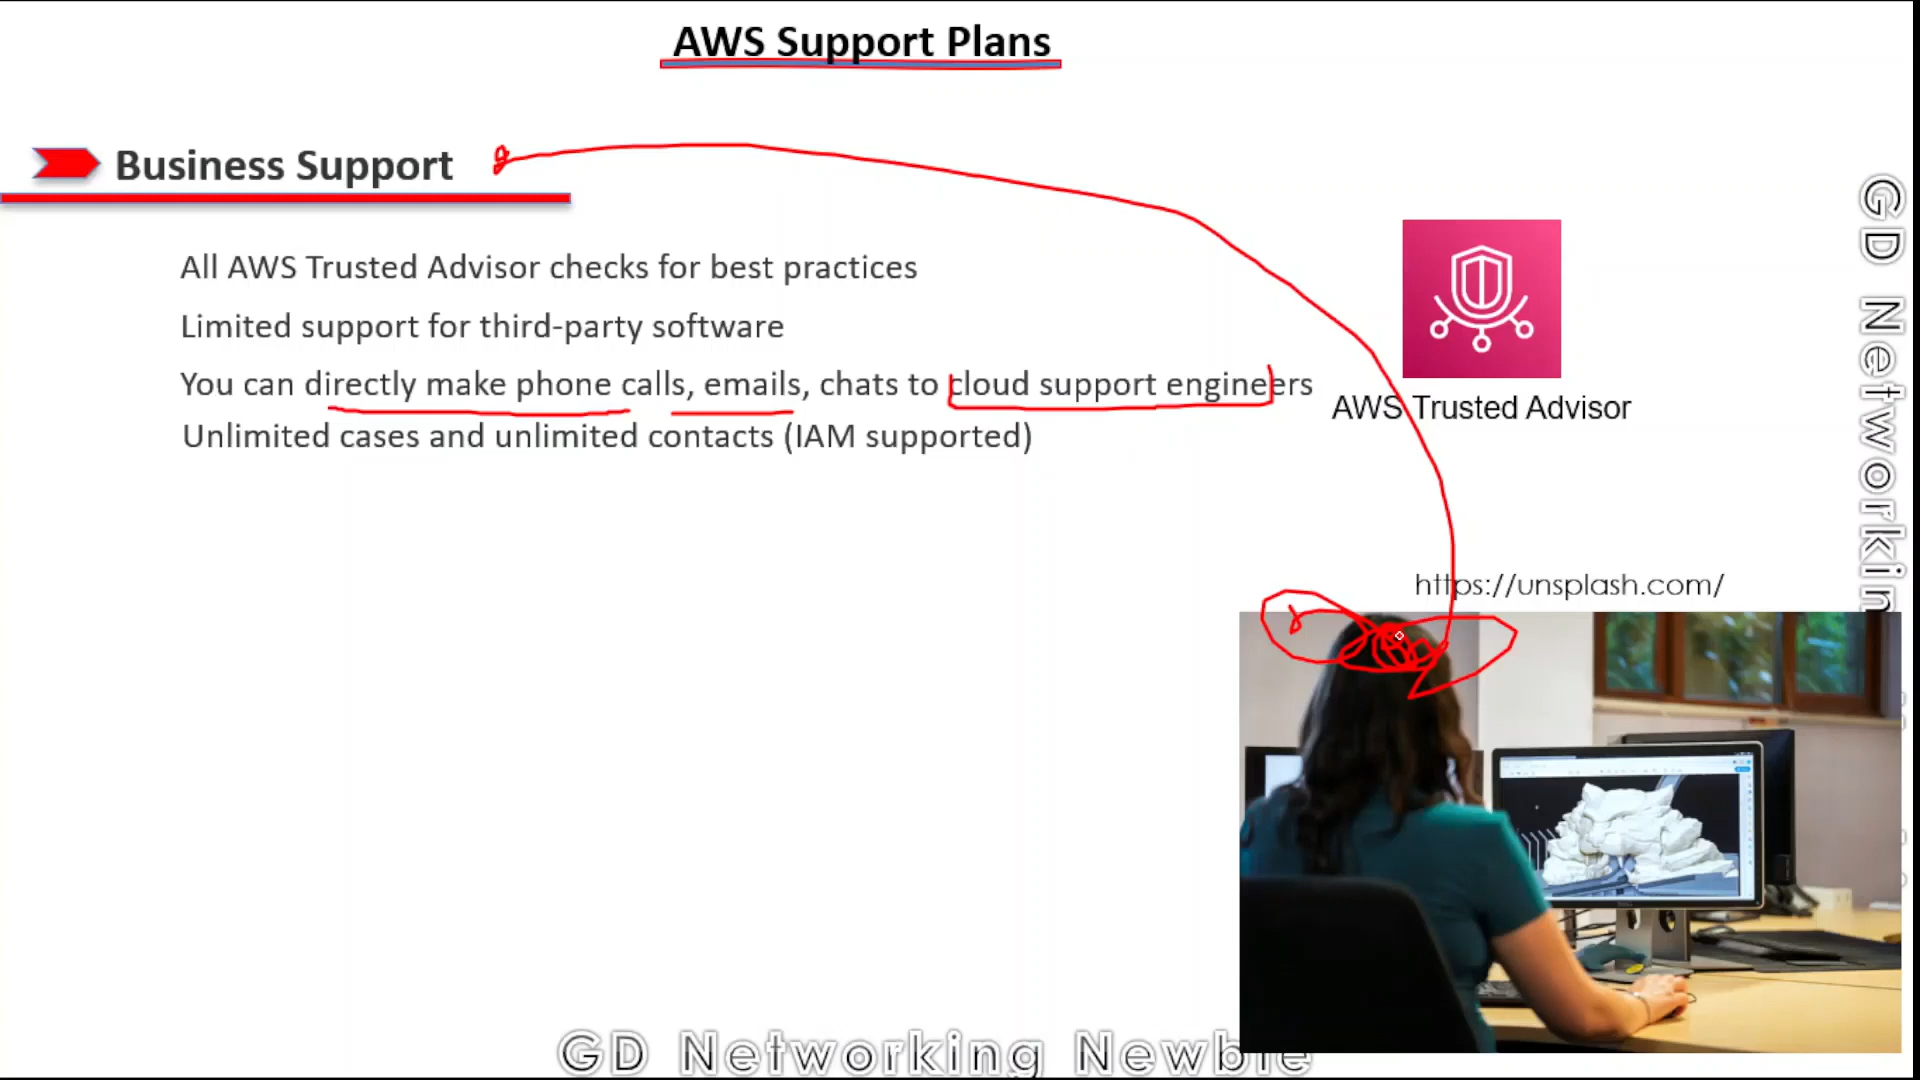 AWS Support Plans
Business Support
All AWS Trusted Advisor checks for best practices
Limited support for third-party software
You can directly make phone calls, emails, chats to cloud support engineers
Unlimited cases and unlimited contacts (IAM supported)
AWS Trusted Advisor
https://unsplash.com/
GD Networkin
GD Networking Newbie